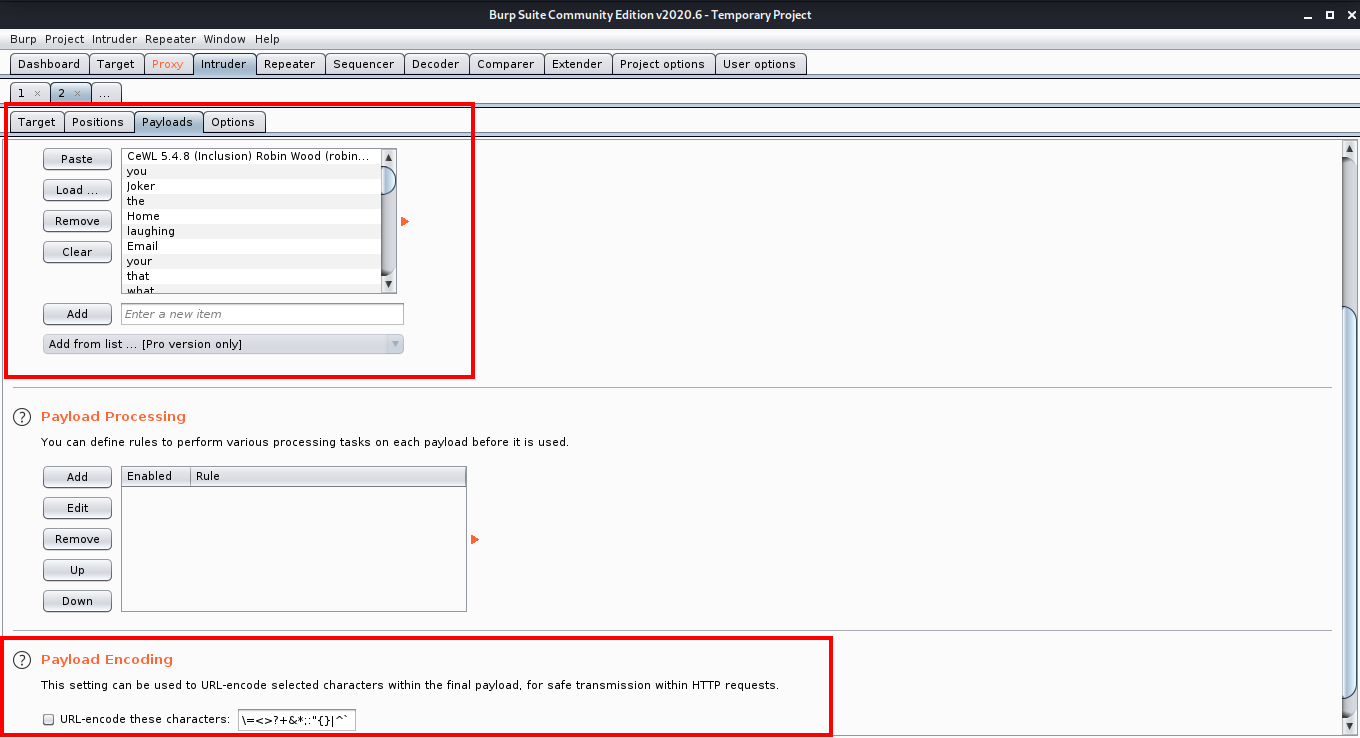 Burp Suite Community Edition v2020.6 - Temporary Project
Burp Project Intruder Repeater Window Help
Dashboard Target Proxy Intruder Repeater Sequencer Decoder Comparer Extender Project options User options
1 × 2 × ...
Target Positions Payloads Options
Paste
Load ...
Remove
Clear
CeWL 5.4.8 (Inclusion) Robin Wood (robin...
you
Joker
the
Home
laughing
Email
your
that
what
Add Enter a new item
Add from list ... [Pro version only]
? Payload Processing
You can define rules to perform various processing tasks on each payload before it is used.
Add
Edit
Remove
Up
Down
Enabled Rule
? Payload Encoding
This setting can be used to URL-encode selected characters within the final payload, for safe transmission within HTTP requests.
URL-encode these characters: \=<>?+&*;:"{}|^`